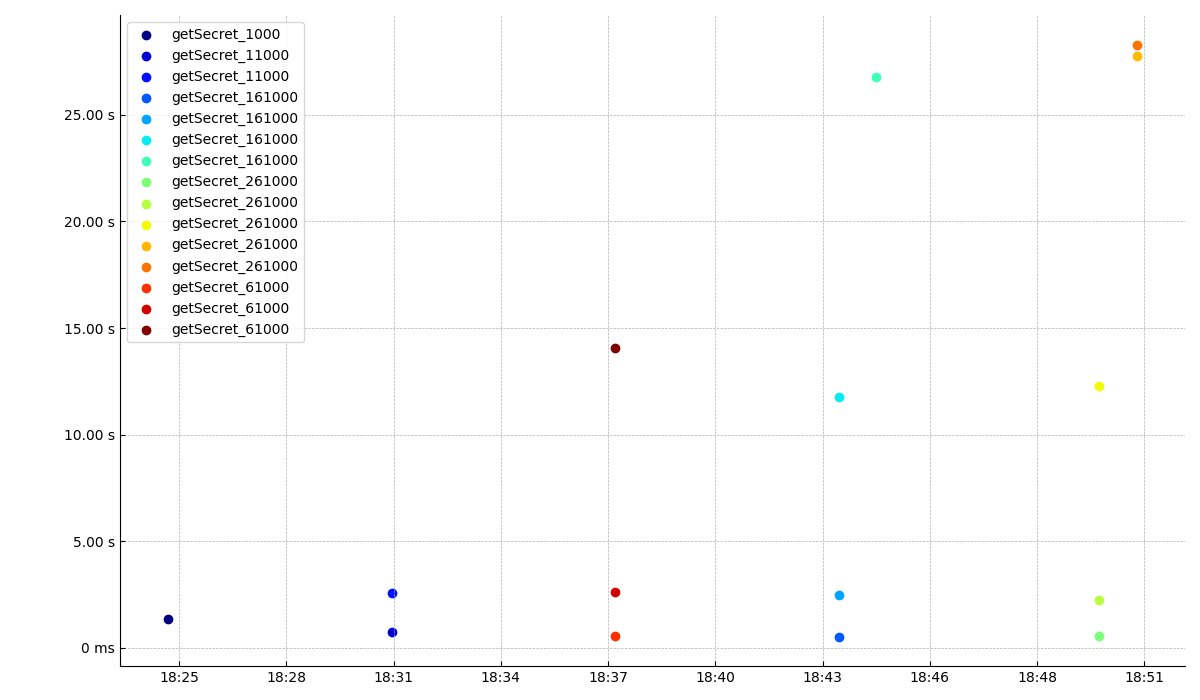 getSecret_1000
getSecret_11000
getSecret_11000
getSecret_161000
getSecret_161000
getSecret_161000
getSecret_161000
getSecret_261000
getSecret_261000
getSecret_261000
getSecret_261000
getSecret_261000
getSecret_61000
getSecret_61000
getSecret_61000
25.00 s
20.00 s
15.00 s
10.00 s
5.00 s
0 ms
18:25 18:28 18:31 18:34 18:37 18:40 18:43 18:46 18:48 18:51